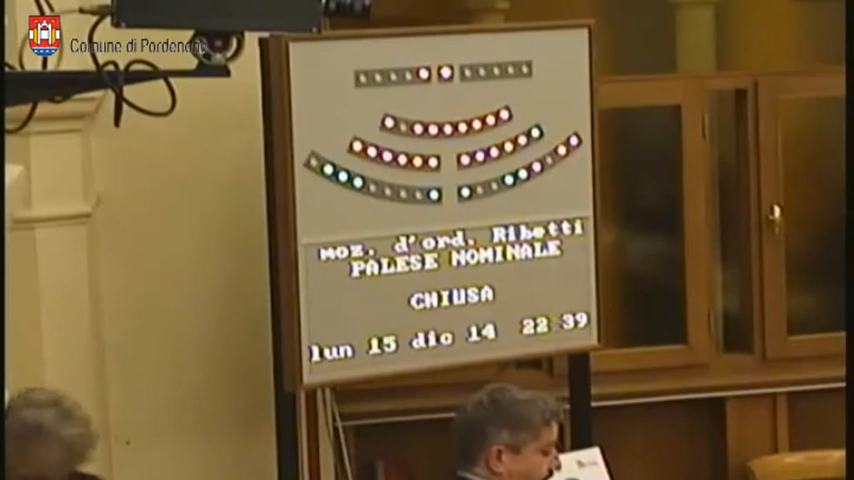 Comune di Pordenone
moz. d'ord. Ribetti
PALESE NOMINALE
CHIUSA
lun 15 dic 14 22 39